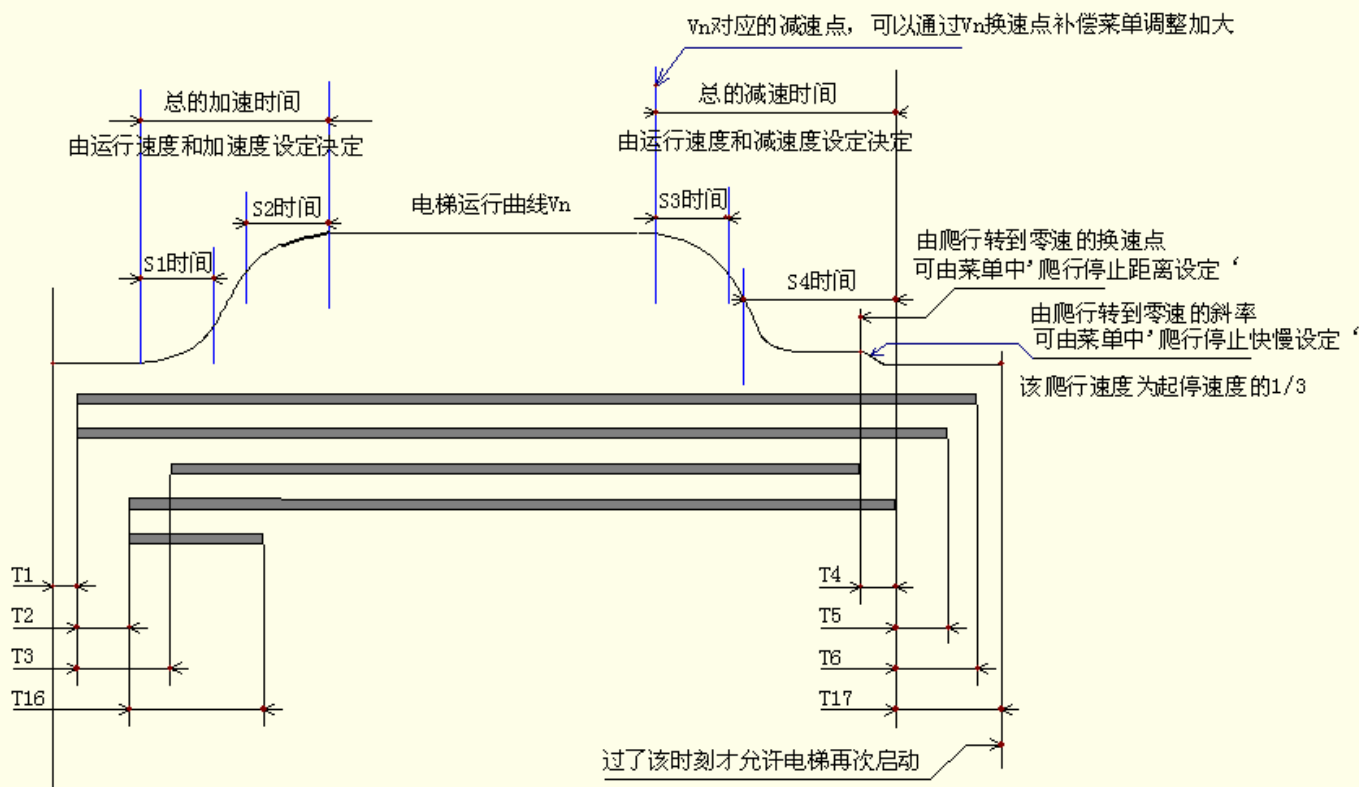 Vn对应的减速点，可以通过Vn换速点补偿菜单调整加大
总的加速时间
总的减速时间
由运行速度和加速度设定决定
由运行速度和减速度设定决定
S2时间
电梯运行曲线Vn
S3时间
S1时间
S4时间
由爬行转到零速的换速点
可由菜单中’爬行停止距离设定‘
由爬行转到零速的斜率
可由菜单中’爬行停止快慢设定‘
该爬行速度为起停速度的1/3
T1
T4
T2
T5
T3
T6
T16
T17
过了该时刻才允许电梯再次启动